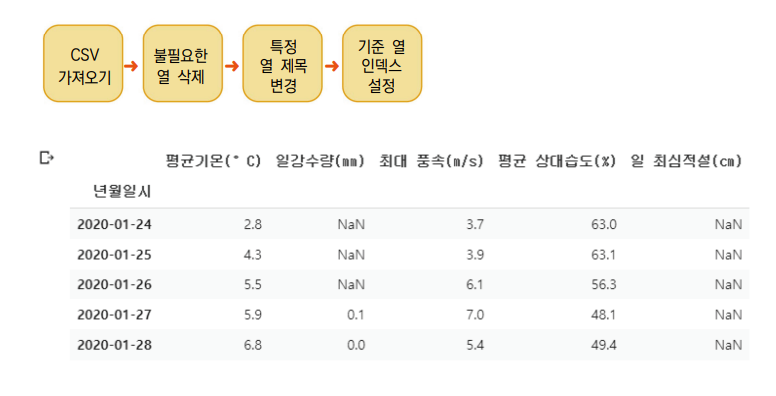 CSV
가져오기
불필요한
열 삭제
특정
열 제목
변경
기준 열
인덱스
설정
평균기온(°C) 일강수량(mm) 최대 풍속(m/s) 평균 상대습도(%) 일 최심적설(cm)
년월일시
2020-01-24 2.8 NaN 3.7 63.0 NaN
2020-01-25 4.3 NaN 3.9 63.1 NaN
2020-01-26 5.5 NaN 6.1 56.3 NaN
2020-01-27 5.9 0.1 7.0 48.1 NaN
2020-01-28 6.8 0.0 5.4 49.4 NaN